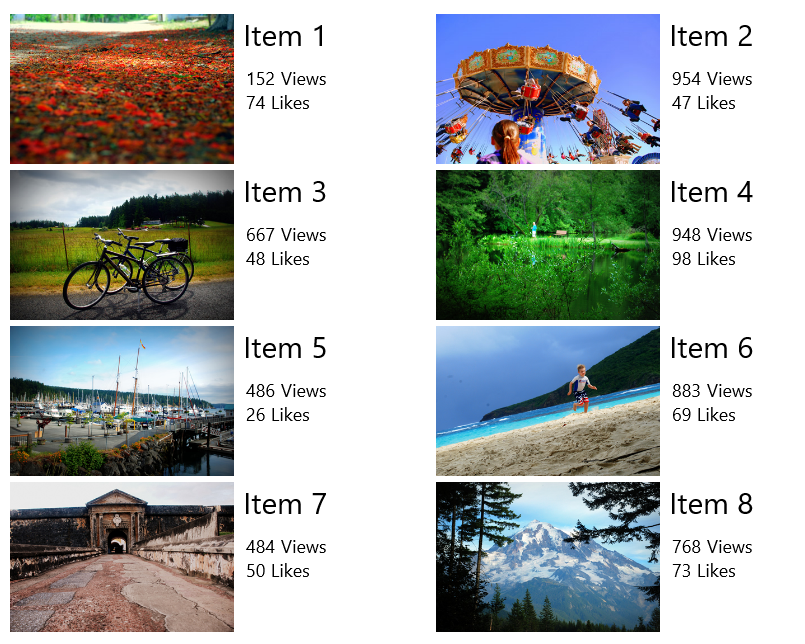 Item 1
152 Views
74 Likes
Item 2
954 Views
47 Likes
Item 3
667 Views
48 Likes
Item 4
948 Views
98 Likes
Item 5
486 Views
26 Likes
Item 6
883 Views
69 Likes
Item 7
484 Views
50 Likes
Item 8
768 Views
73 Likes